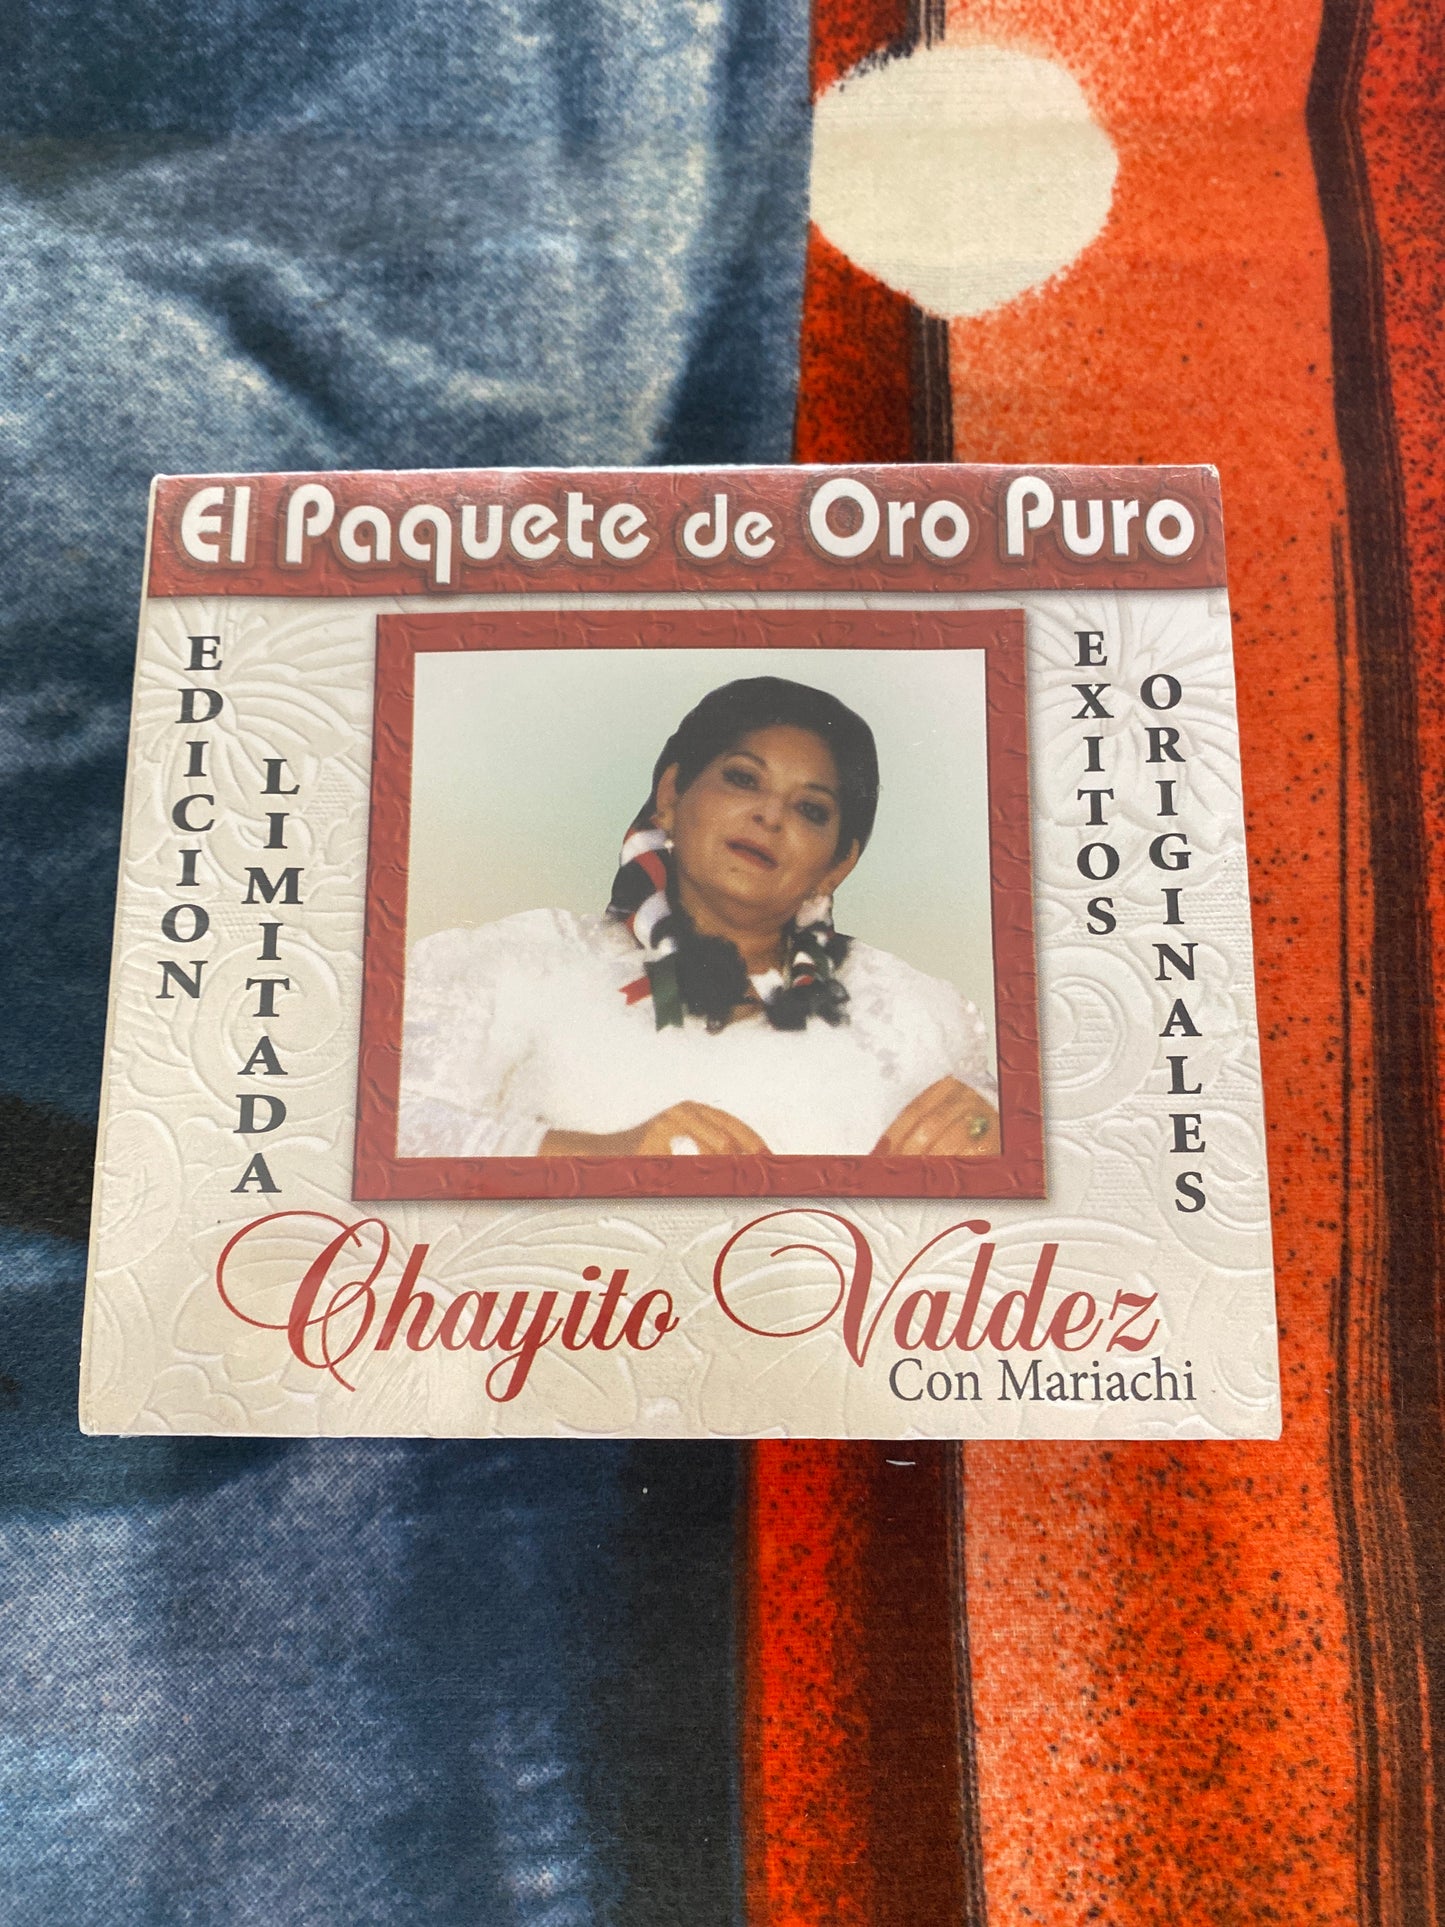 El Paquete de Oro Puro
EDICION
LIMITADA
EXITOS
ORIGINALES
Chayito Valdez
Con Mariachi